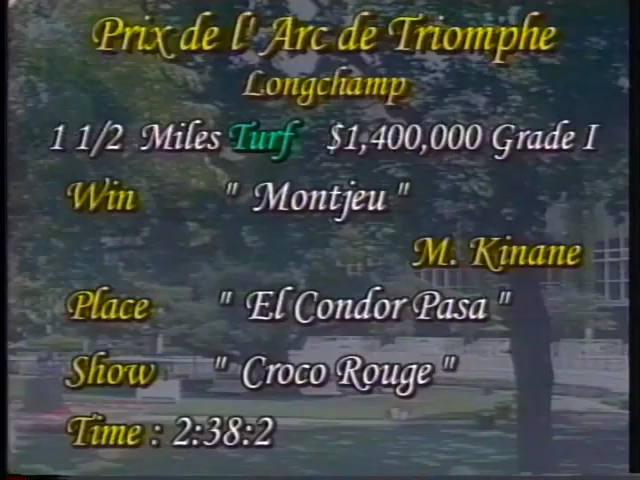 Prix de l' Arc de Triomphe
Longchamp
1 1/2 Miles Turf $1,400,000 Grade I
Win " Montjeu "
M. Kinane
Place " El Condor Pasa "
Show " Croco Rouge "
Time : 2:38:2